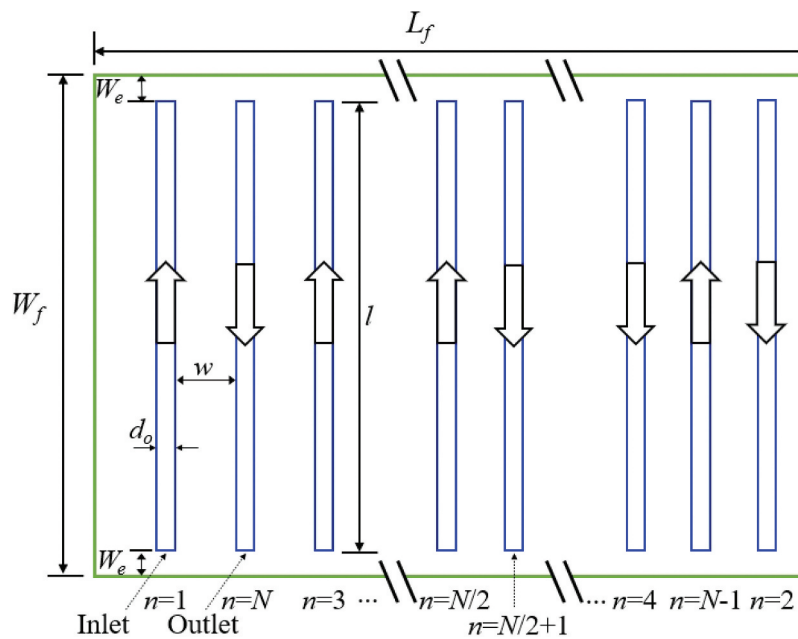 L_f
W_e
W_f
l
w
d_o
W_e
n=1 n=N n=3 ... n=N/2 ... n=4 n=N-1 n=2
Inlet Outlet n=N/2+1